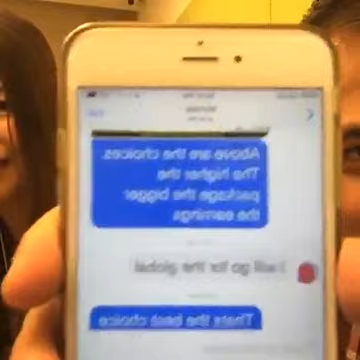 Above are the choices.
The higher the
package the bigger
the earnings
I will go for the global
Thats the best choice